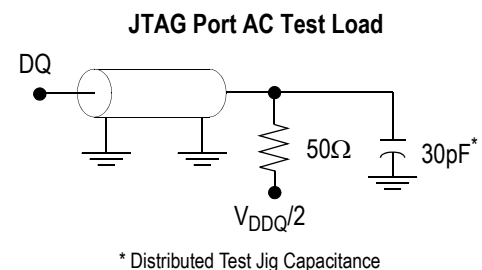 JTAG Port AC Test Load
DQ
50Ω
30pF*
VDDQ/2
* Distributed Test Jig Capacitance